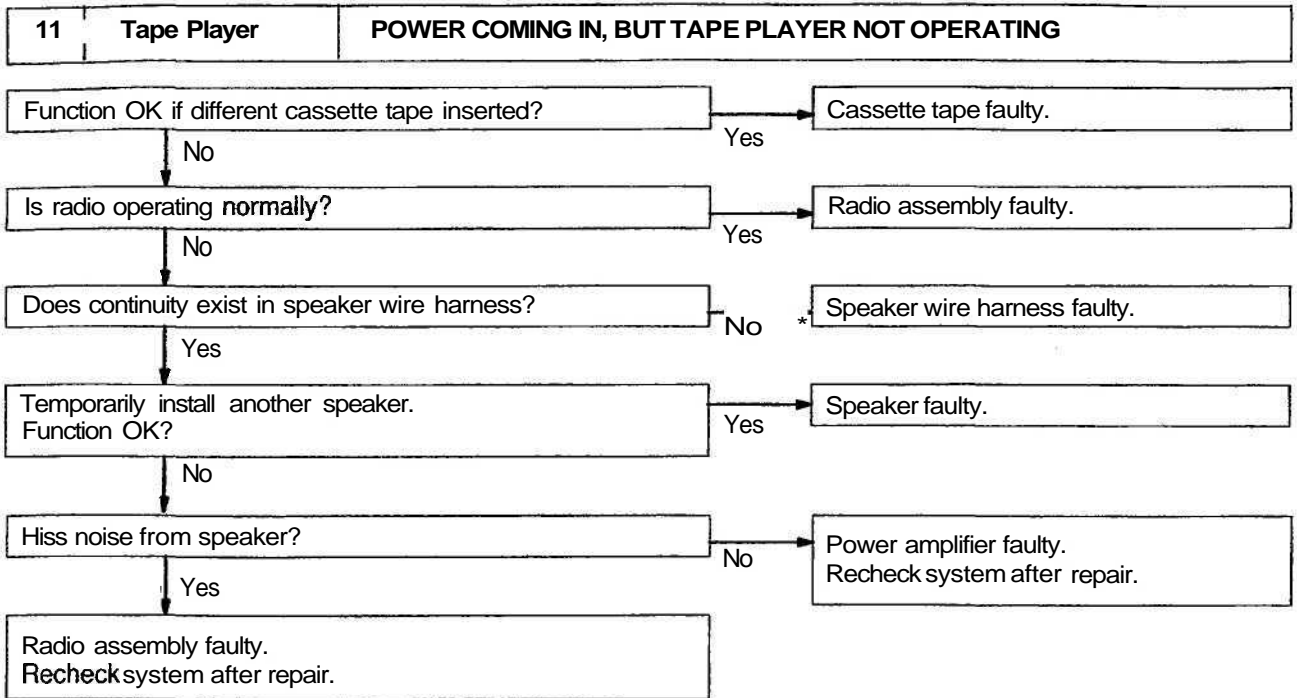 11 Tape Player POWER COMING IN, BUT TAPE PLAYER NOT OPERATING
Function OK if different cassette tape inserted?
Yes
Cassette tape faulty.
No
Is radio operating normally?
Yes
Radio assembly faulty.
No
Does continuity exist in speaker wire harness?
No *
Speaker wire harness faulty.
Yes
Temporarily install another speaker.
Function OK?
Yes
Speaker faulty.
No
Hiss noise from speaker?
No
Power amplifier faulty.
Recheck system after repair.
Yes
Radio assembly faulty.
Recheck system after repair.